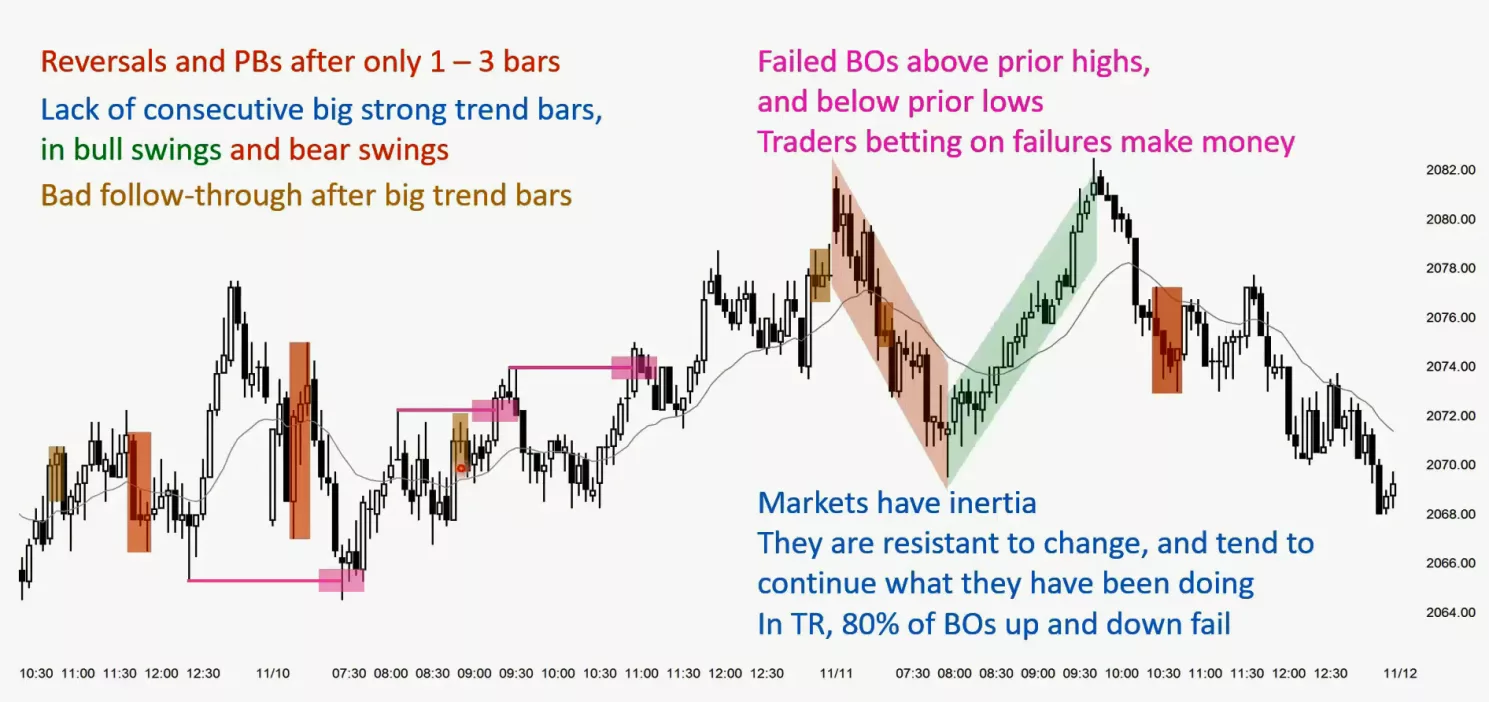 Reversals and PBs after only 1 – 3 bars
Lack of consecutive big strong trend bars,
in bull swings and bear swings
Bad follow-through after big trend bars
Failed BOs above prior highs,
and below prior lows
Traders betting on failures make money
2082.00
2080.00
2078.00
2076.00
2074.00
2072.00
2070.00
2068.00
2066.00
2064.00
Markets have inertia
They are resistant to change, and tend to
continue what they have been doing
In TR, 80% of BOs up and down fail
10:30 11:00 11:30 12:00 12:30 11/10 07:30 08:00 08:30 09:00 09:30 10:00 10:30 11:00 11:30 12:00 12:30 11/11 07:30 08:00 08:30 09:00 09:30 10:00 10:30 11:00 11:30 12:00 12:30 11/12